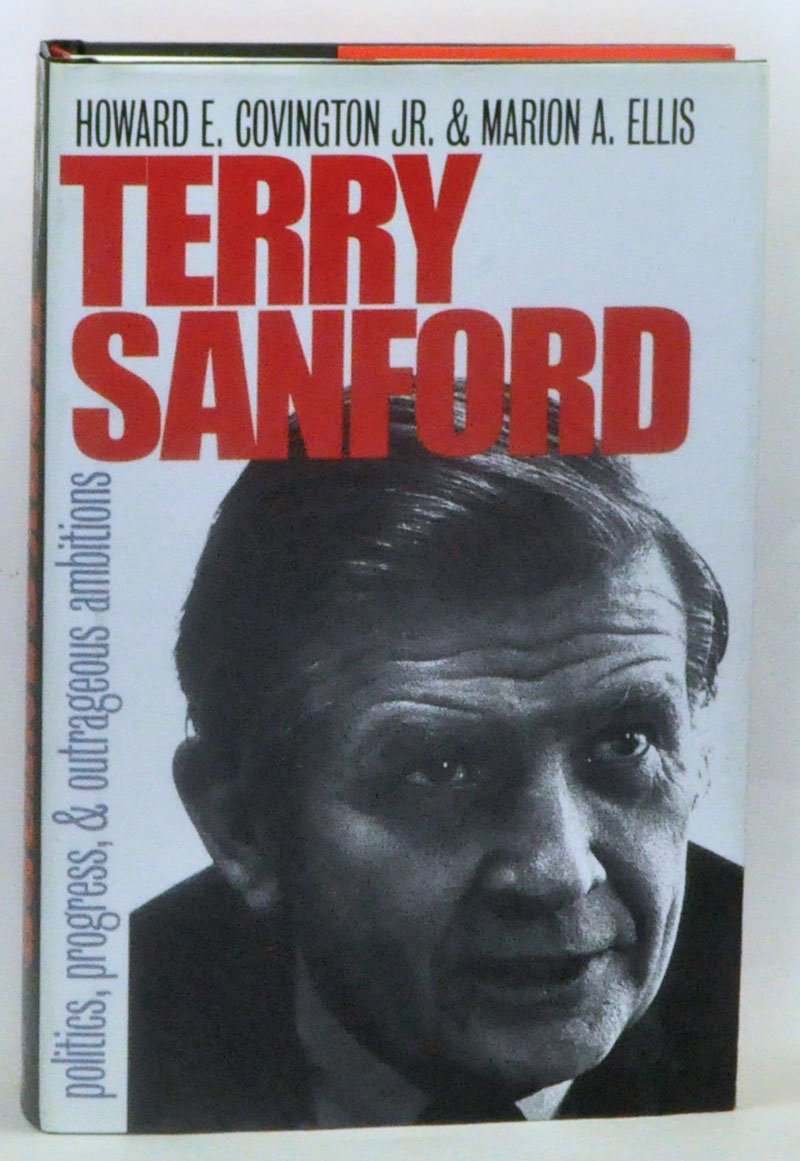 HOWARD E. COVINGTON JR. & MARION A. ELLIS
TERRY
SANFORD
politics, progress, & outrageous ambitions